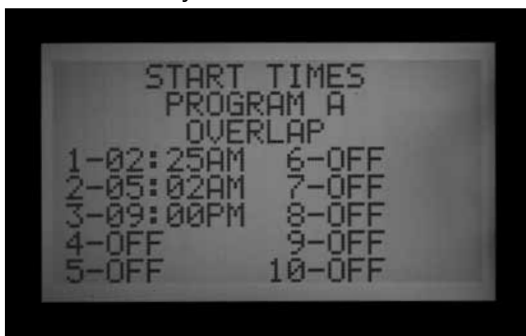 START TIMES
PROGRAM A
OVERLAP
1-02:25AM 6-OFF
2-05:02AM 7-OFF
3-09:00PM 8-OFF
4-OFF 9-OFF
5-OFF 10-OFF